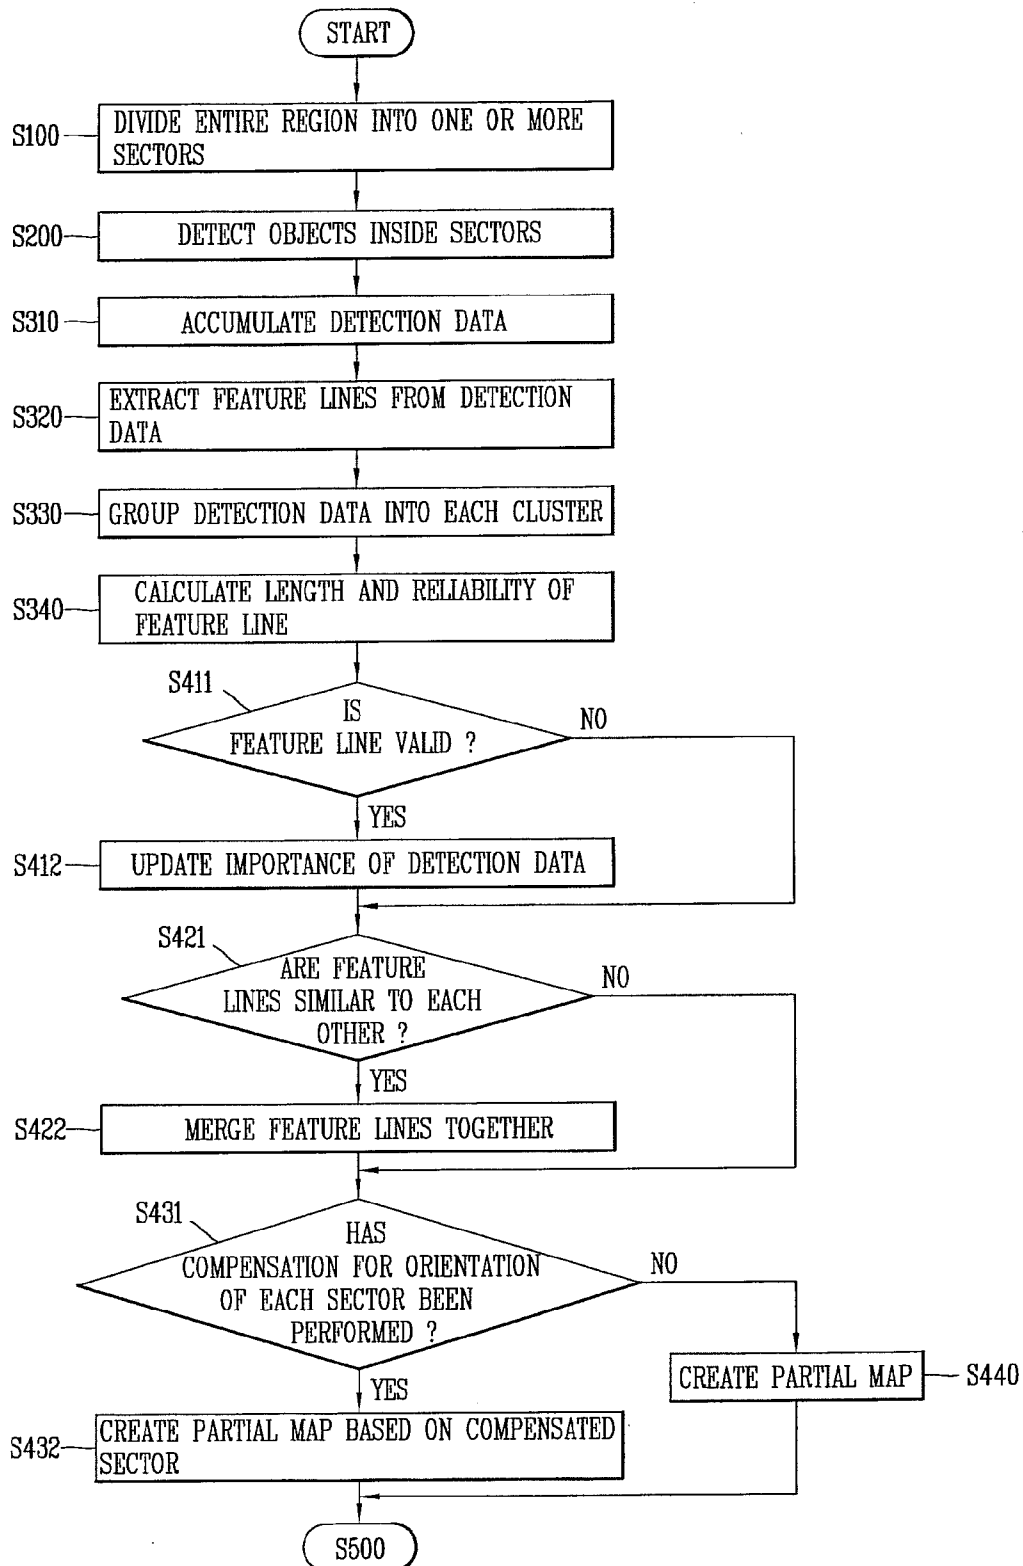 START
S100
DIVIDE ENTIRE REGION INTO ONE OR MORE
SECTORS
S200
DETECT OBJECTS INSIDE SECTORS
S310
ACCUMULATE DETECTION DATA
S320
EXTRACT FEATURE LINES FROM DETECTION
DATA
S330
GROUP DETECTION DATA INTO EACH CLUSTER
S340
CALCULATE LENGTH AND RELIABILITY OF
FEATURE LINE
S411
IS
FEATURE LINE VALID ?
NO
YES
S412
UPDATE IMPORTANCE OF DETECTION DATA
S421
ARE FEATURE
LINES SIMILAR TO EACH
OTHER ?
NO
YES
S422
MERGE FEATURE LINES TOGETHER
S431
HAS
COMPENSATION FOR ORIENTATION
OF EACH SECTOR BEEN
PERFORMED ?
NO
YES
CREATE PARTIAL MAP
S440
S432
CREATE PARTIAL MAP BASED ON COMPENSATED
SECTOR
S500